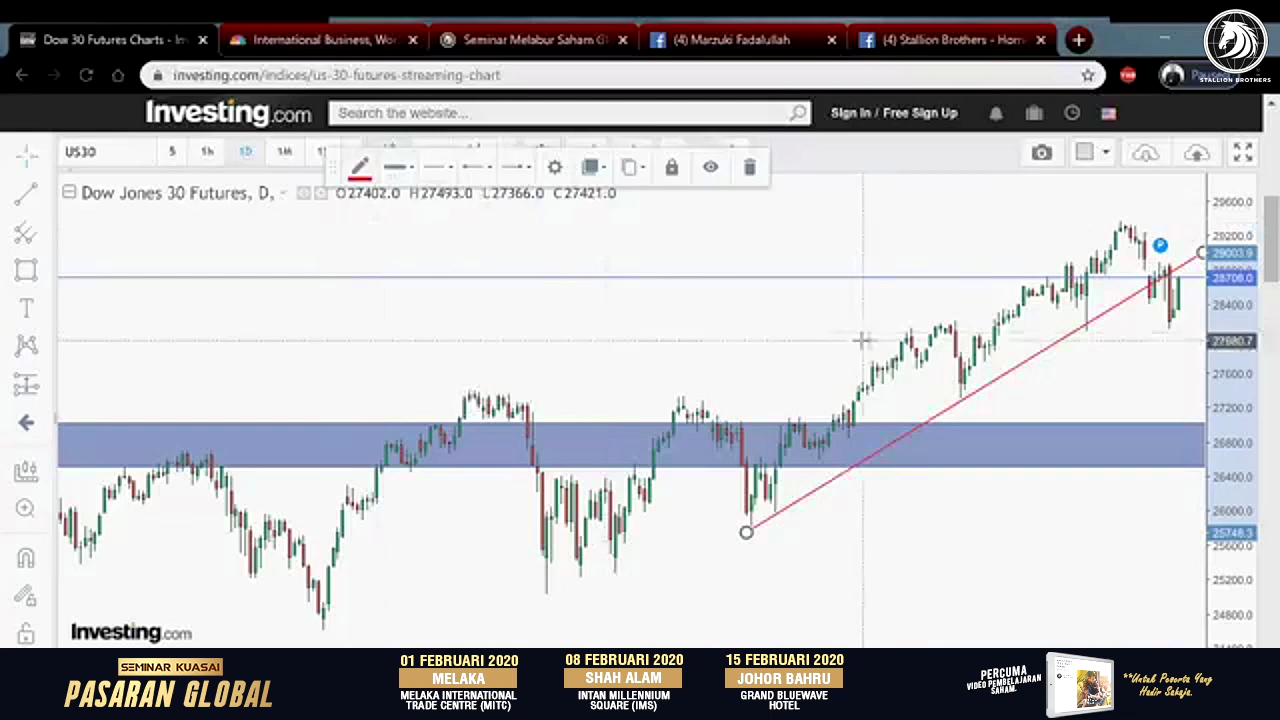 Dow 30 Futures Charts - In
International Business, Wo
Seminar Melabur Saham G
(4) Marzuki Fadalullah
(4) Stallion Brothers - Hom
STALLION BROTHERS
investing.com/indices/us-30-futures-streaming-chart
Paused
Investing.com
Search the website...
Sign In / Free Sign Up
US30
5
1h
1D
1M
Dow Jones 30 Futures, D,
O27402.0 H27493.0 L27366.0 C27421.0
P
29600.0
29200.0
29003.9
28708.0
28400.0
27980.7
27600.0
27200.0
26800.0
26400.0
26000.0
25748.3
25600.0
25200.0
24800.0
Investing.com
SEMINAR KUASAI
PASARAN GLOBAL
01 FEBRUARI 2020
MELAKA
MELAKA INTERNATIONAL
TRADE CENTRE (MITC)
08 FEBRUARI 2020
SHAH ALAM
INTAN MILLENNIUM
SQUARE (IMS)
15 FEBRUARI 2020
JOHOR BAHRU
GRAND BLUEWAVE
HOTEL
PERCUMA
VIDEO PEMBELAJARAN
SAHAM.
**Untuk Peserta Yang
Hadir Sahaja.